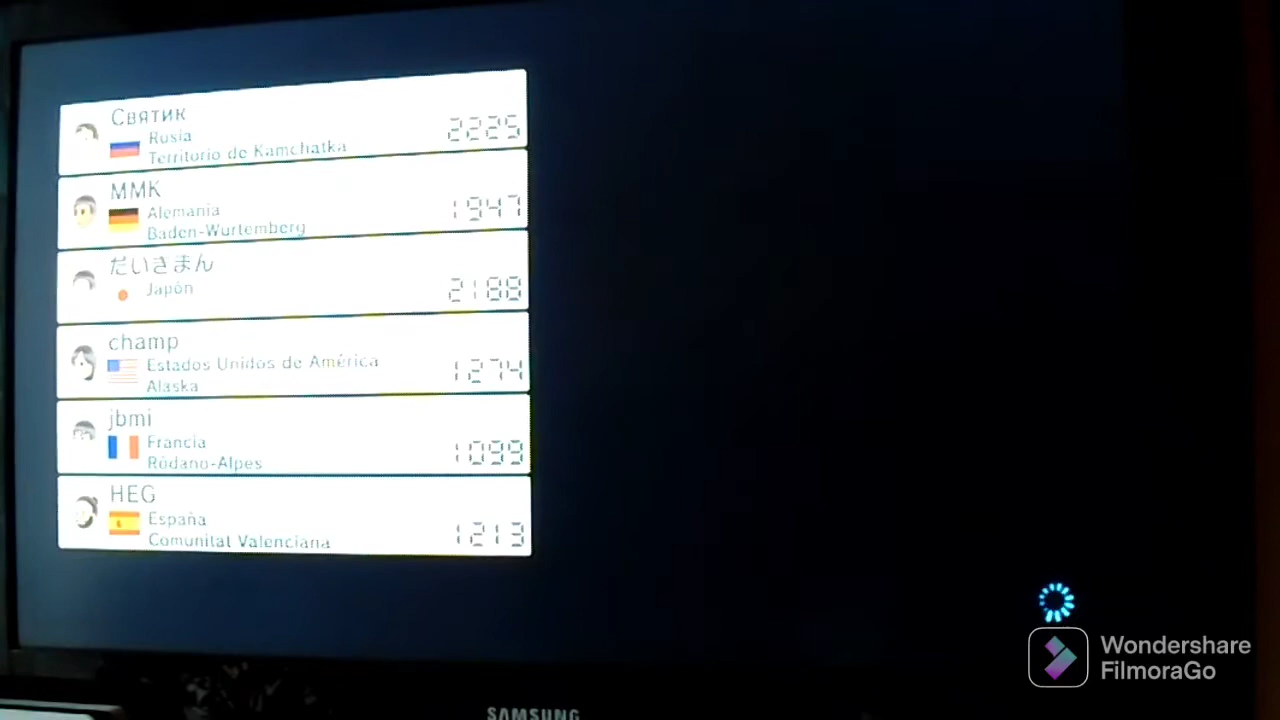 Святик
Rusia
Territorio de Kamchatka
2225
MMK
Alemania
Baden-Wurtemberg
1947
だいきまん
Japón
2188
champ
Estados Unidos de América
Alaska
1274
jbmi
Francia
Ródano-Alpes
1099
HEG
España
Comunitat Valenciana
1213
Wondershare
FilmoraGo
SAMSUNG